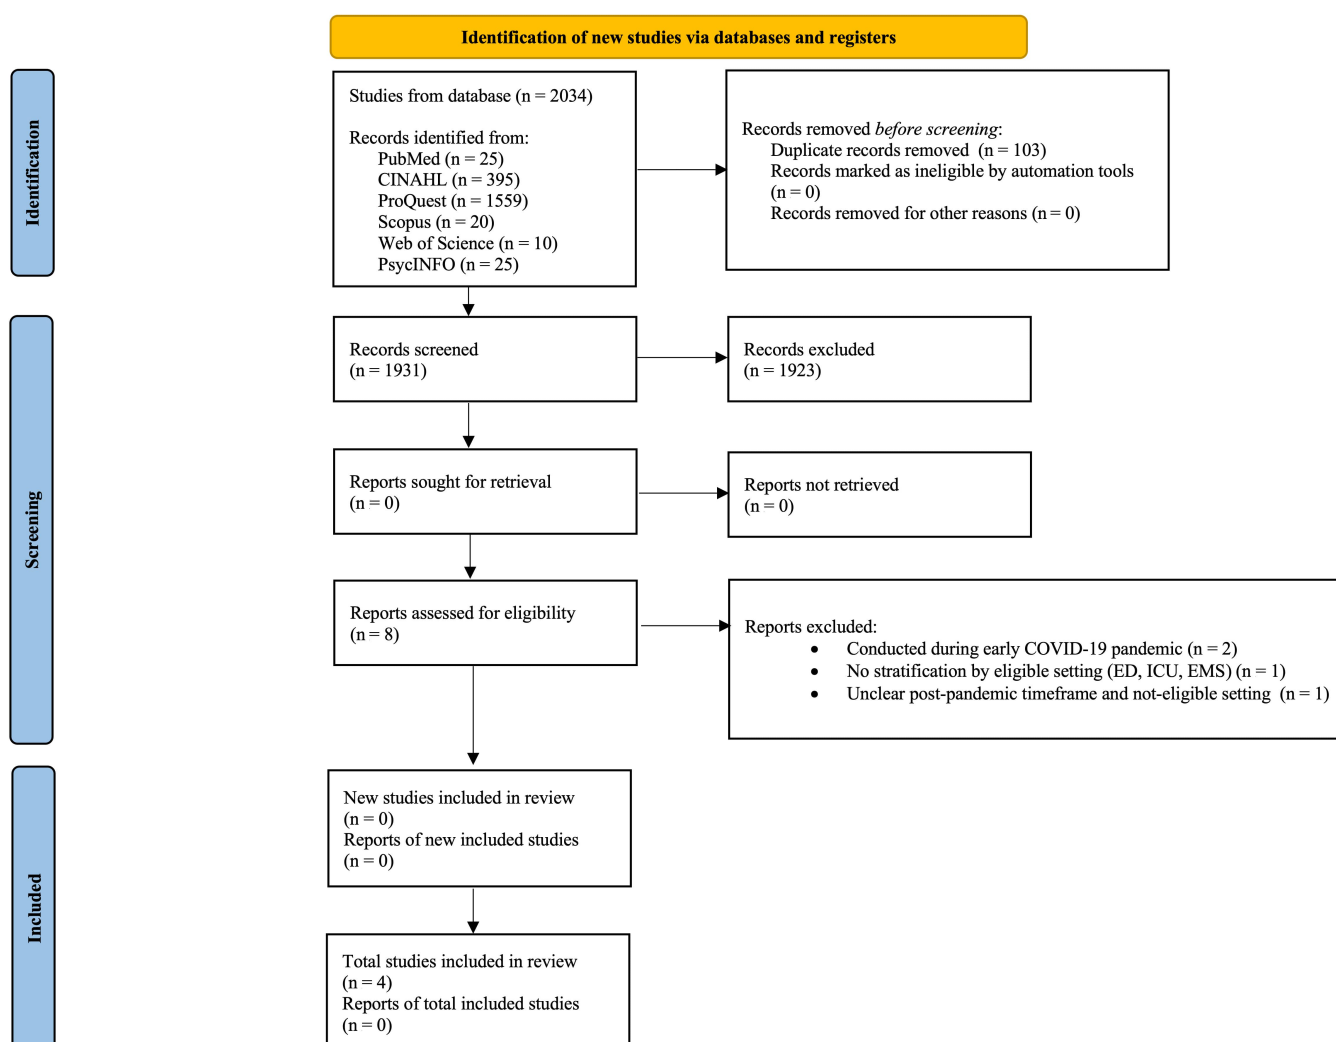 Identification of new studies via databases and registers
Identification
Studies from database (n = 2034)
Records identified from:
PubMed (n = 25)
CINAHL (n = 395)
ProQuest (n = 1559)
Scopus (n = 20)
Web of Science (n = 10)
PsycINFO (n = 25)
Records removed before screening:
Duplicate records removed (n = 103)
Records marked as ineligible by automation tools
(n = 0)
Records removed for other reasons (n = 0)
Screening
Records screened
(n = 1931)
Records excluded
(n = 1923)
Reports sought for retrieval
(n = 0)
Reports not retrieved
(n = 0)
Reports assessed for eligibility
(n = 8)
Reports excluded:
• Conducted during early COVID-19 pandemic (n = 2)
• No stratification by eligible setting (ED, ICU, EMS) (n = 1)
• Unclear post-pandemic timeframe and not-eligible setting (n = 1)
Included
New studies included in review
(n = 0)
Reports of new included studies
(n = 0)
Total studies included in review
(n = 4)
Reports of total included studies
(n = 0)